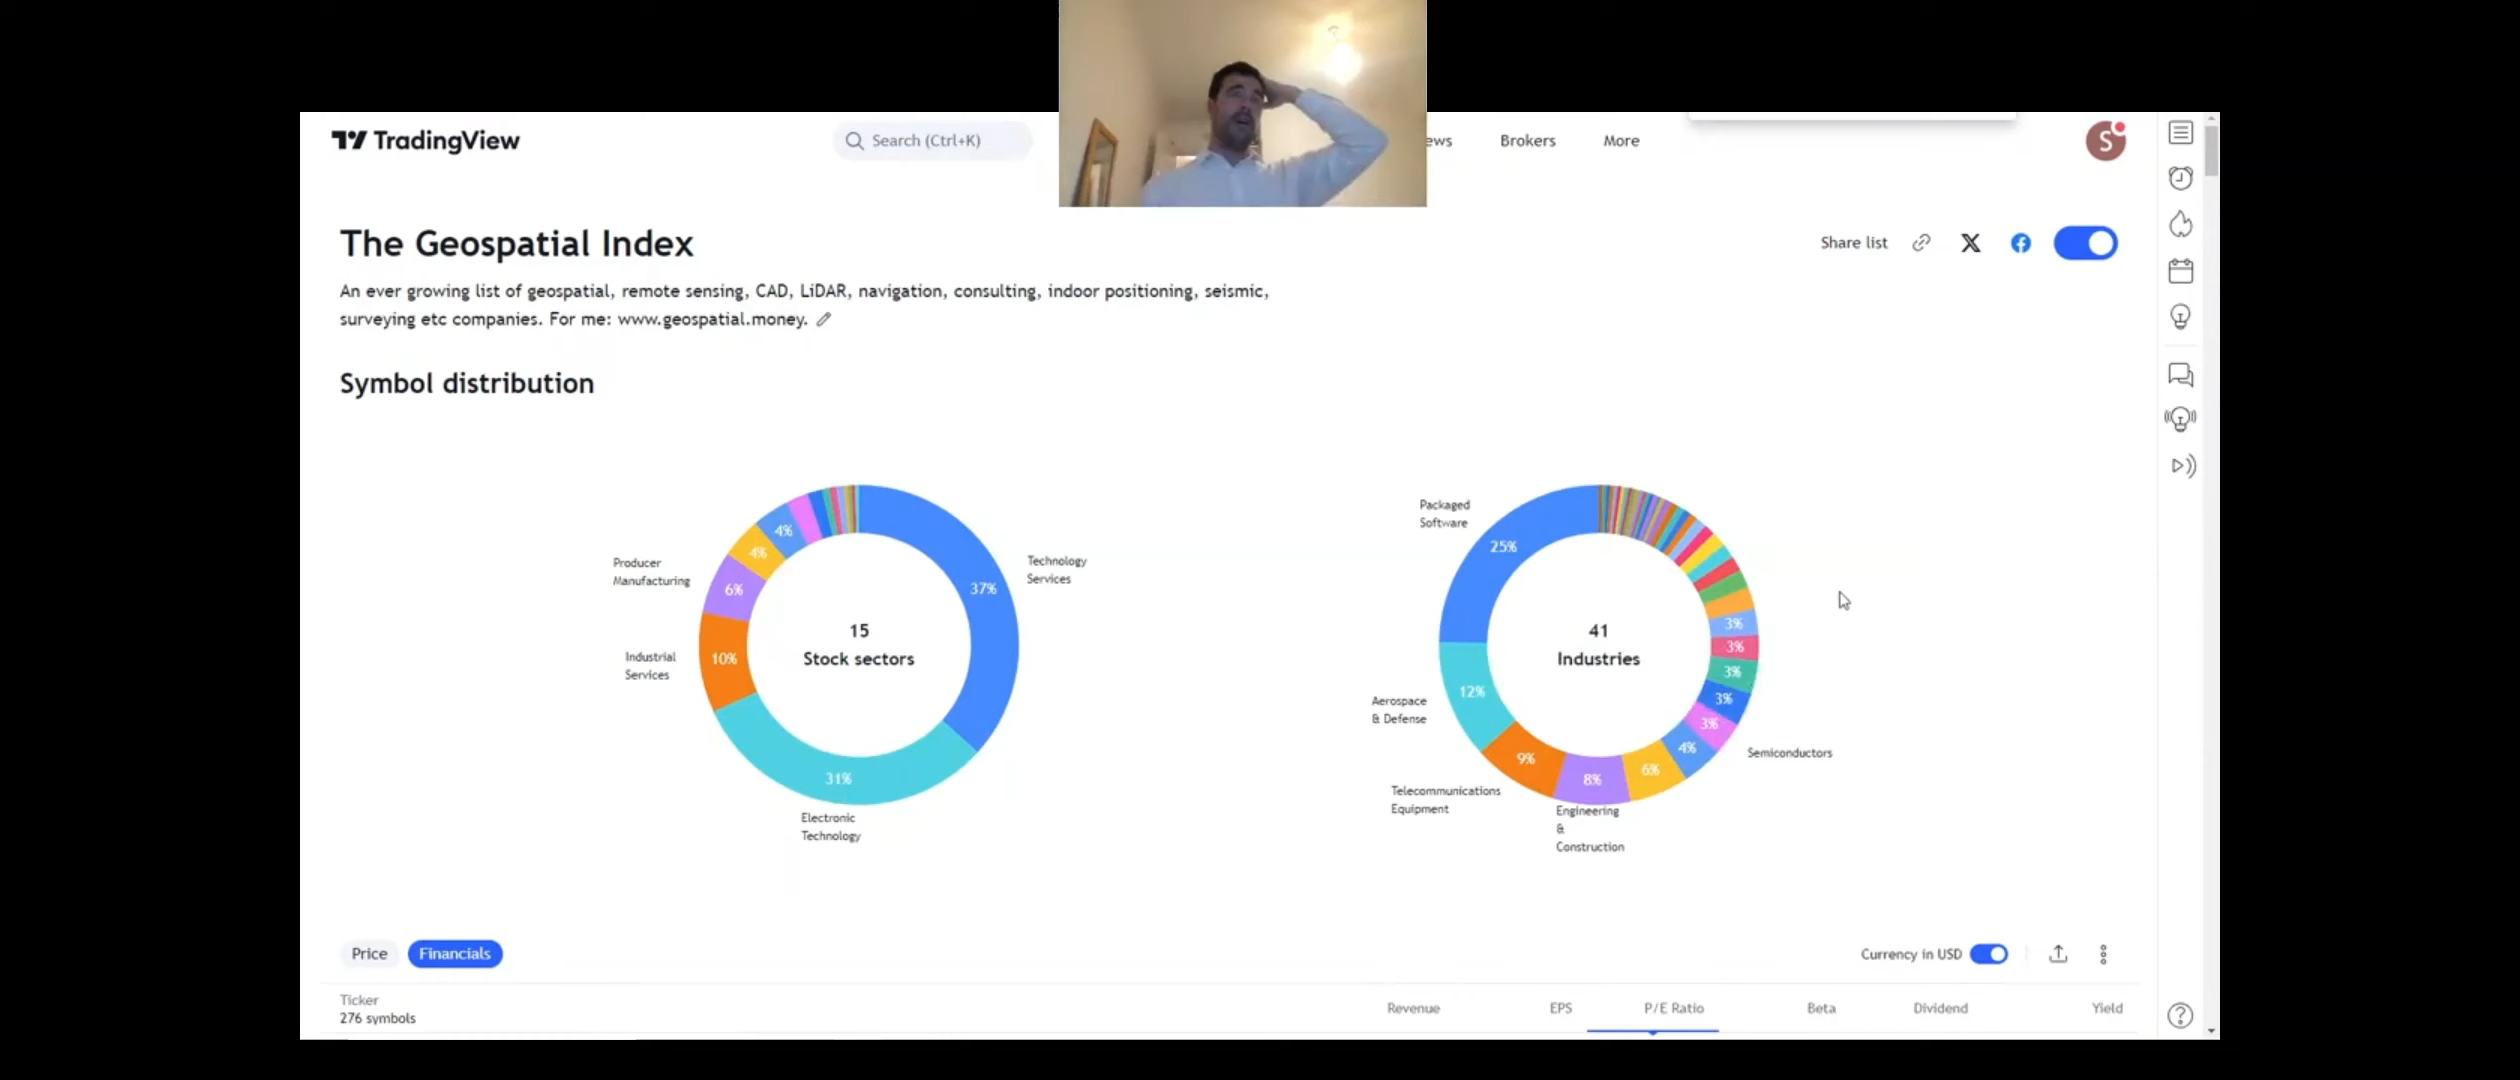 TradingView
Search (Ctrl+K)
Brokers
More
S
The Geospatial Index
Share list
An ever growing list of geospatial, remote sensing, CAD, LiDAR, navigation, consulting, indoor positioning, seismic,
surveying etc companies. For me: www.geospatial.money.
Symbol distribution
Producer
Manufacturing
Industrial
Services
Technology
Services
Electronic
Technology
4%
4%
6%
10%
31%
37%
15
Stock sectors
Packaged
Software
Aerospace
& Defense
Telecommunications
Equipment
Engineering
&
Construction
Semiconductors
25%
12%
9%
8%
6%
4%
3%
3%
3%
3%
3%
41
Industries
Price
Financials
Currency in USD
Ticker
276 symbols
Revenue
EPS
P/E Ratio
Beta
Dividend
Yield